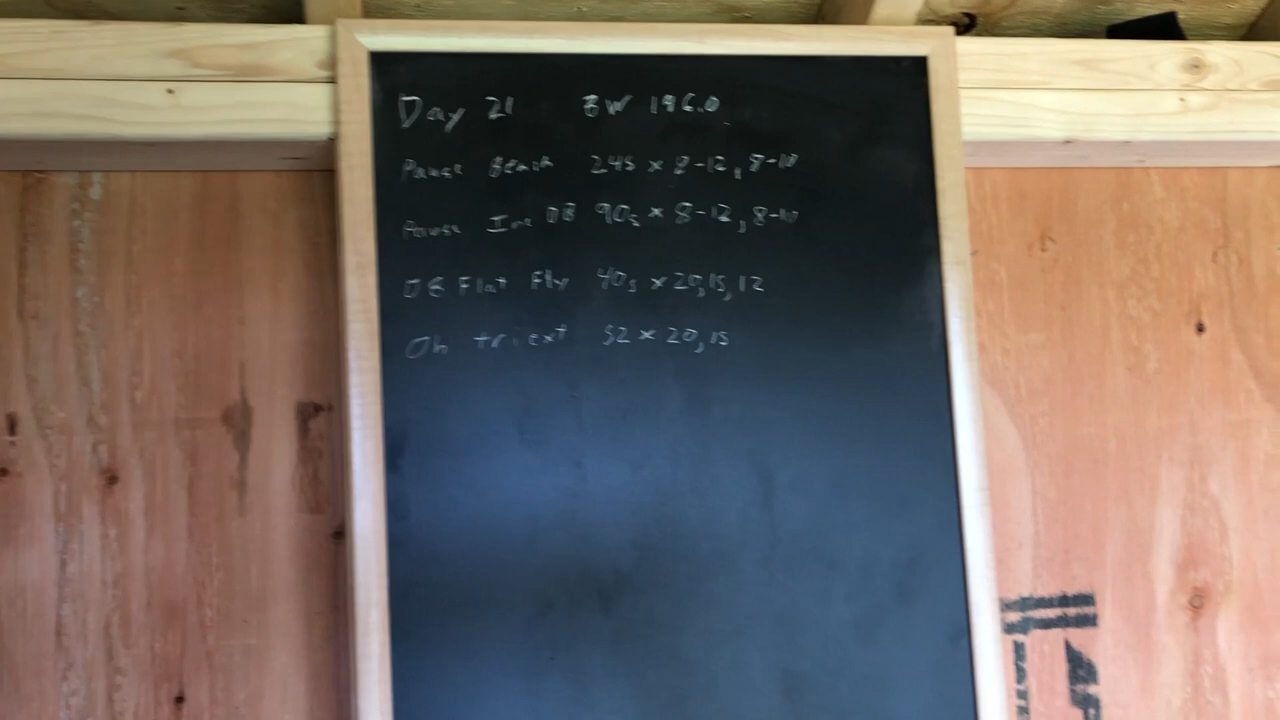 Day 21 BW 196.0
Pause Bench 245 x 8-12, 8-10
Pause Inc DB 90s x 8-12, 8-10
DB Flat Fly 40s x 20, 15, 12
Oh tri ext 52 x 20, 15